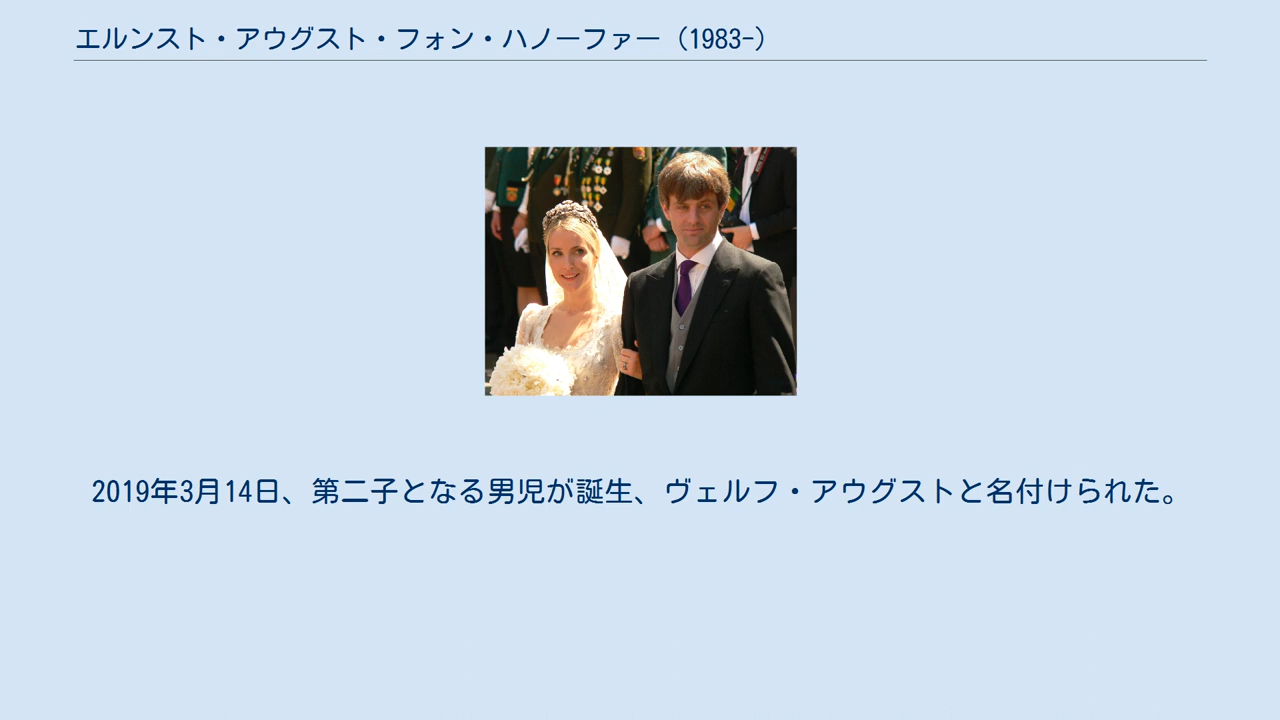 エルンスト・アウグスト・フォン・ハノーファー（1983-）
2019年3月14日、第二子となる男児が誕生、ヴェルフ・アウグストと名付けられた。